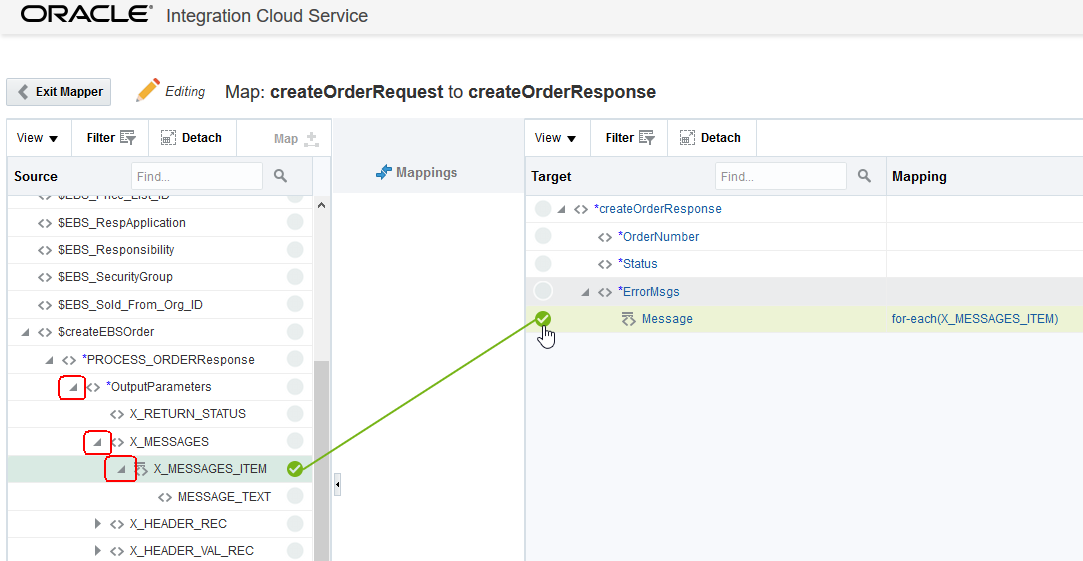 ORACLE® Integration Cloud Service
Exit Mapper Editing Map: createOrderRequest to createOrderResponse
View Filter Detach Map
Source Find...
$EBS_Price_List_ID
$EBS_RespApplication
$EBS_Responsibility
$EBS_SecurityGroup
$EBS_Sold_From_Org_ID
$createEBSOrder
*PROCESS_ORDERResponse
*OutputParameters
X_RETURN_STATUS
X_MESSAGES
X_MESSAGES_ITEM
MESSAGE_TEXT
X_HEADER_REC
X_HEADER_VAL_REC
Mappings
View Filter Detach
Target Find... Mapping
*createOrderResponse
*OrderNumber
*Status
*ErrorMsgs
Message for-each(X_MESSAGES_ITEM)